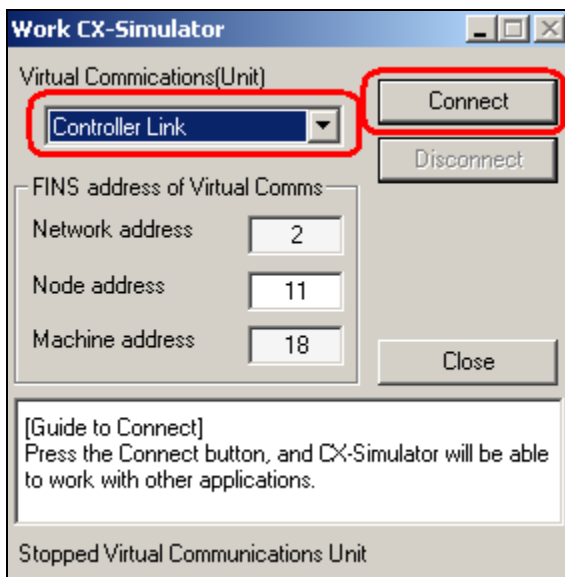 Work CX-Simulator
Virtual Commications(Unit)
Controller Link
Connect
Disconnect
FINS address of Virtual Comms
Network address
2
Node address
11
Machine address
18
Close
[Guide to Connect]
Press the Connect button, and CX-Simulator will be able
to work with other applications.
Stopped Virtual Communications Unit